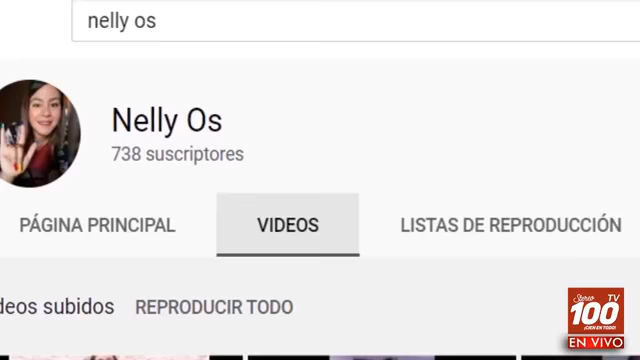 nelly os
Nelly Os
738 suscriptores
PÁGINA PRINCIPAL VIDEOS LISTAS DE REPRODUCCIÓN
deos subidos REPRODUCIR TODO
Stereo TV
100
¡CIEN EN TODO!
EN VIVO